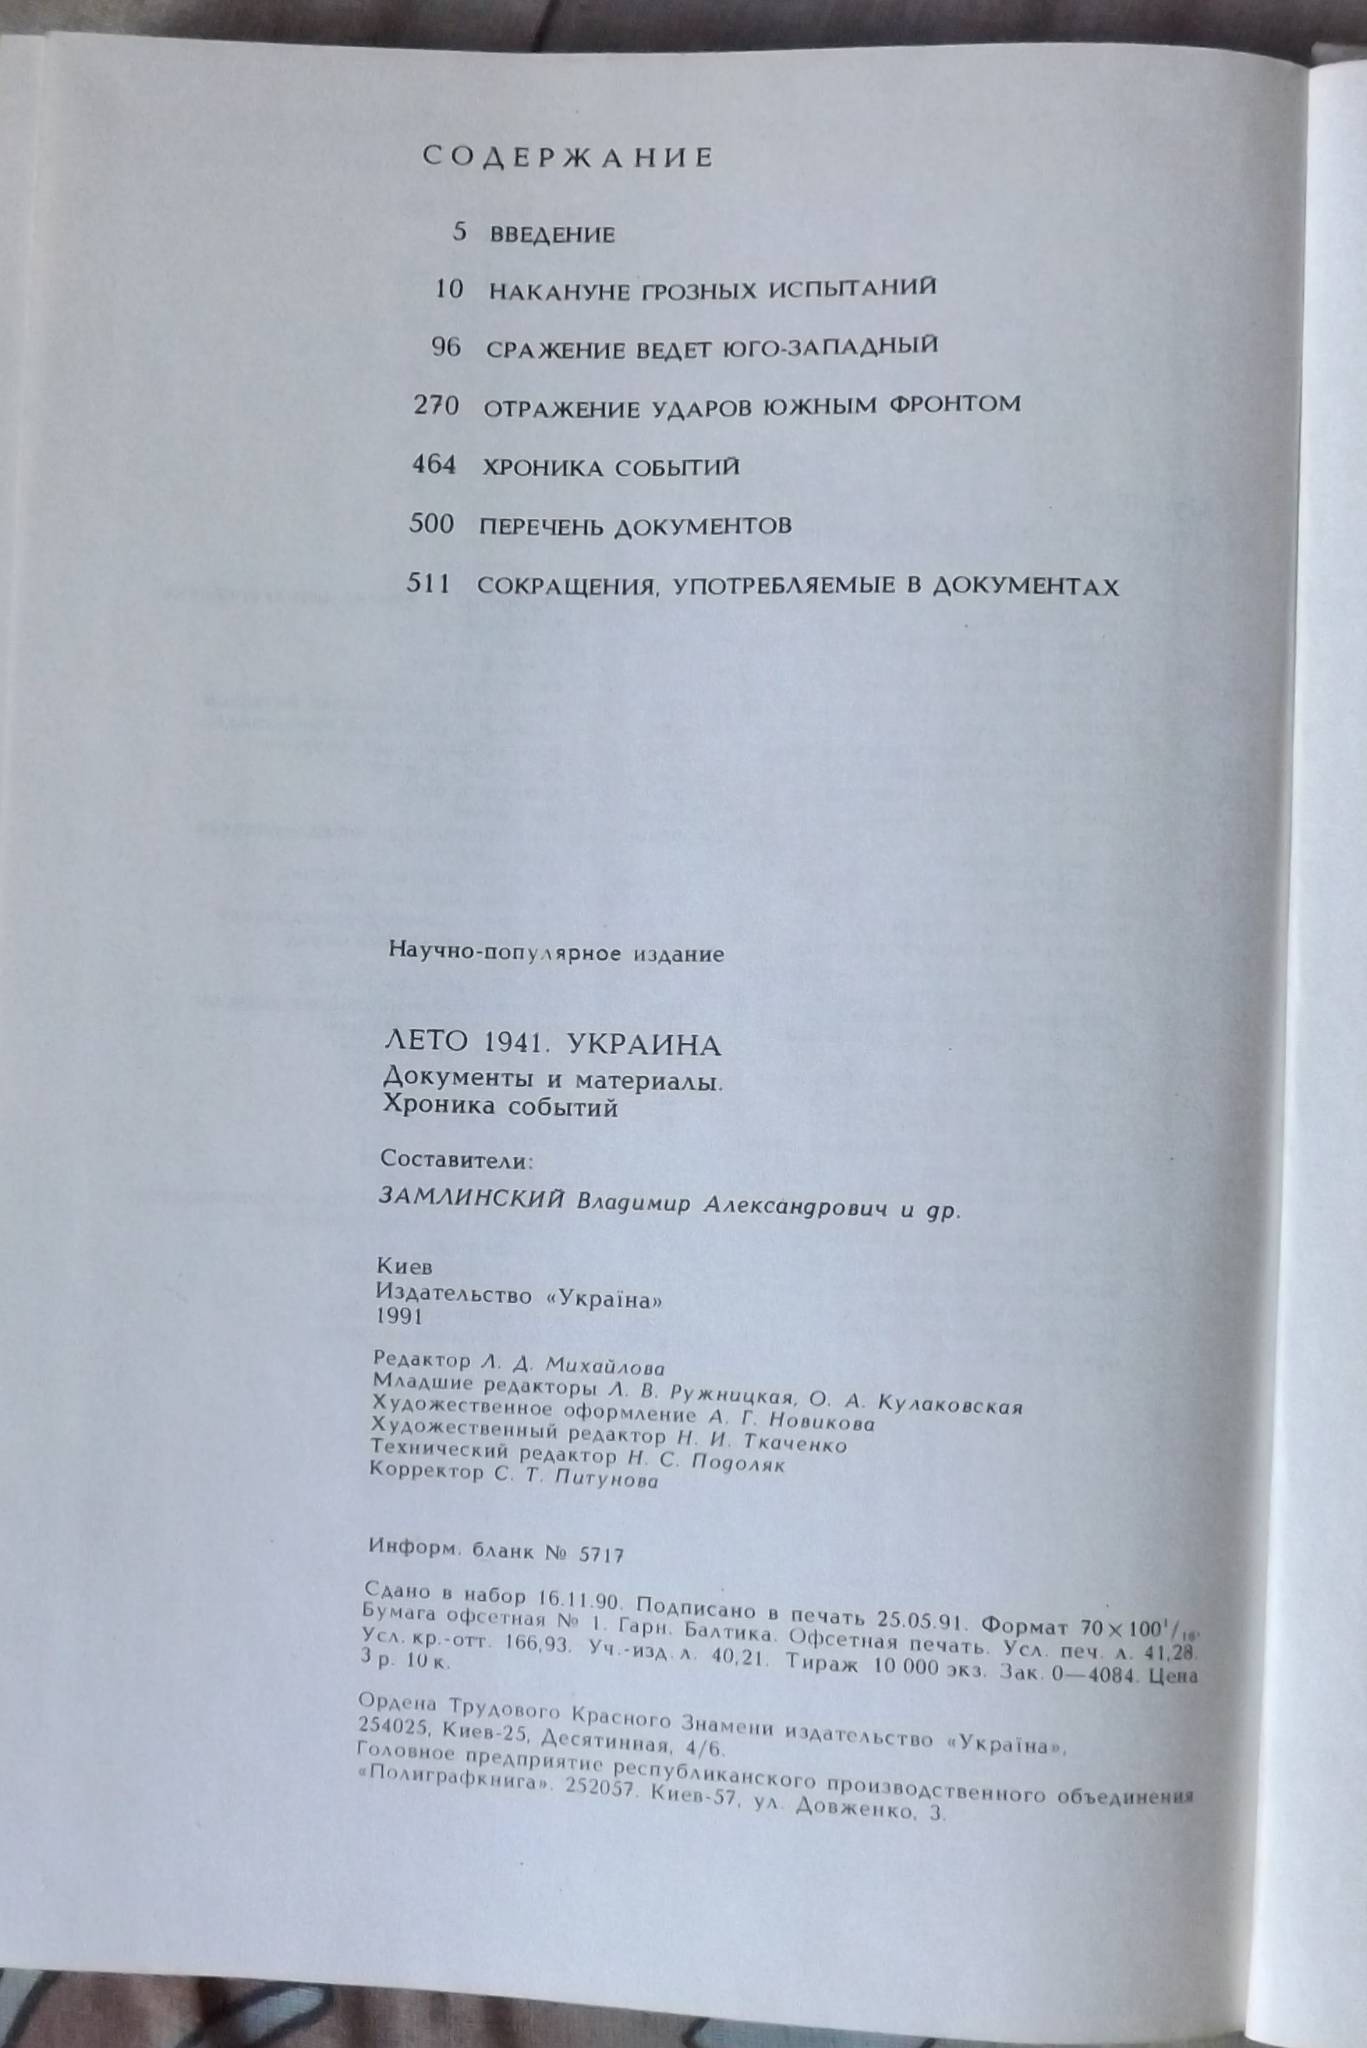 СОДЕРЖАНИЕ
5 ВВЕДЕНИЕ
10 НАКАНУНЕ ГРОЗНЫХ ИСПЫТАНИЙ
96 СРАЖЕНИЕ ВЕДЕТ ЮГО-ЗАПАДНЫЙ
270 ОТРАЖЕНИЕ УДАРОВ ЮЖНЫМ ФРОНТОМ
464 ХРОНИКА СОБЫТИЙ
500 ПЕРЕЧЕНЬ ДОКУМЕНТОВ
511 СОКРАЩЕНИЯ, УПОТРЕБЛЯЕМЫЕ В ДОКУМЕНТАХ
Научно-популярное издание
ЛЕТО 1941. УКРАИНА
Документы и материалы.
Хроника событий
Составители:
ЗАМЛИНСКИЙ Владимир Александрович и др.
Киев
Издательство «Україна»
1991
Редактор Л. Д. Михайлова
Младшие редакторы Л. В. Ружницкая, О. А. Кулаковская
Художественное оформление А. Г. Новикова
Художественный редактор Н. И. Ткаченко
Технический редактор Н. С. Подоляк
Корректор С. Т. Питунова
Информ. бланк № 5717
Сдано в набор 16.11.90. Подписано в печать 25.05.91. Формат 70×100¹/₁₆.
Бумага офсетная № 1. Гарн. Балтика. Офсетная печать. Усл. печ. л. 41,28.
Усл. кр.-отт. 166,93. Уч.-изд. л. 40,21. Тираж 10 000 экз. Зак. 0—4084. Цена
3 р. 10 к.
Ордена Трудового Красного Знамени издательство «Україна»,
254025, Киев-25, Десятинная, 4/6.
Головное предприятие республиканского производственного объединения
«Полиграфкнига». 252057. Киев-57, ул. Довженко, 3.